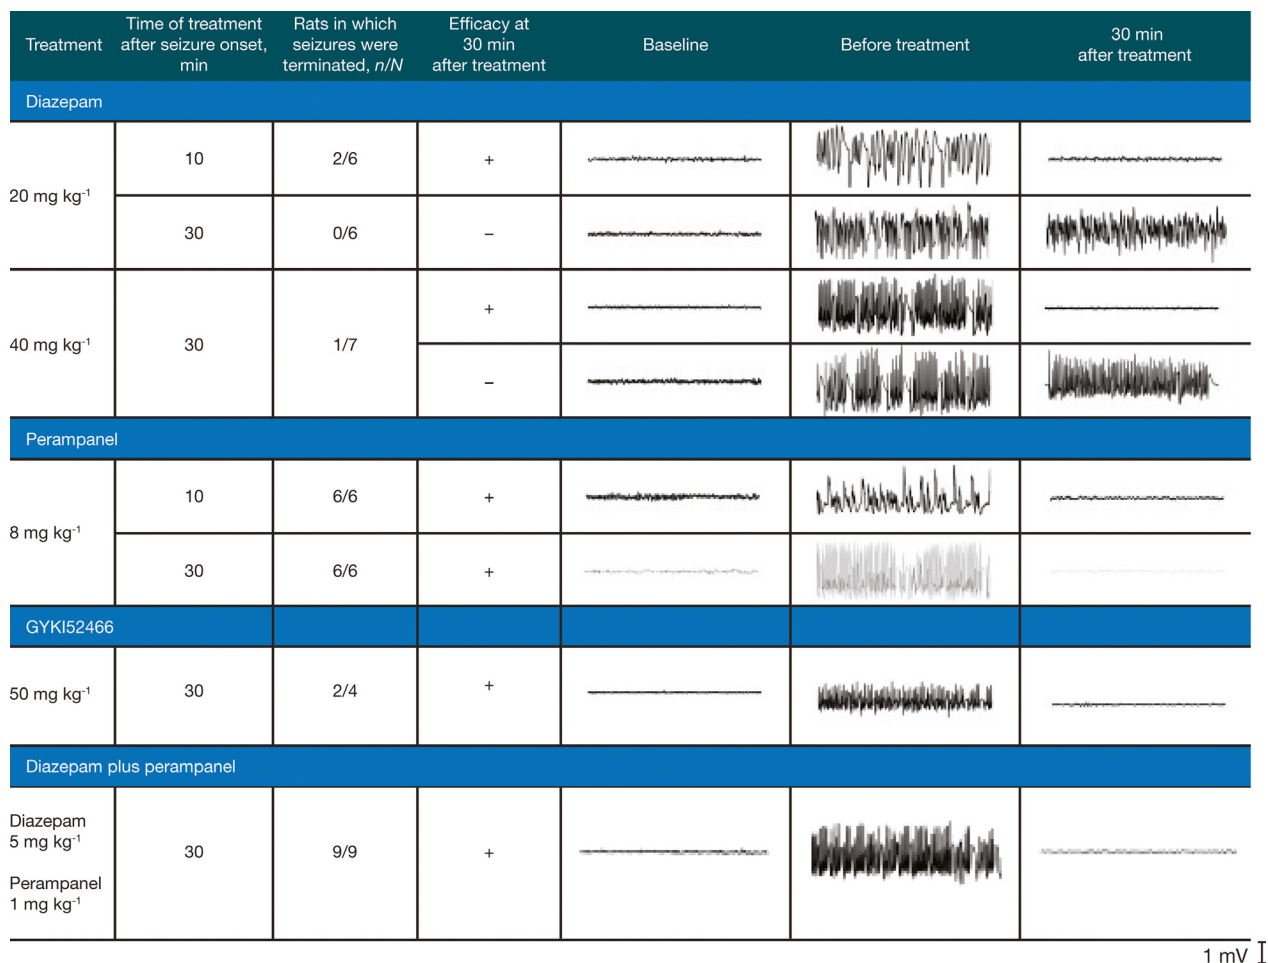 Treatment
Time of treatment
after seizure onset,
min
Rats in which
seizures were
terminated, n/N
Efficacy at
30 min
after treatment
Baseline
Before treatment
30 min
after treatment
Diazepam
20 mg kg⁻¹
10
2/6
+
30
0/6
–
40 mg kg⁻¹
30
1/7
+
–
Perampanel
8 mg kg⁻¹
10
6/6
+
30
6/6
+
GYKI52466
50 mg kg⁻¹
30
2/4
+
Diazepam plus perampanel
Diazepam
5 mg kg⁻¹
Perampanel
1 mg kg⁻¹
30
9/9
+
1 mV